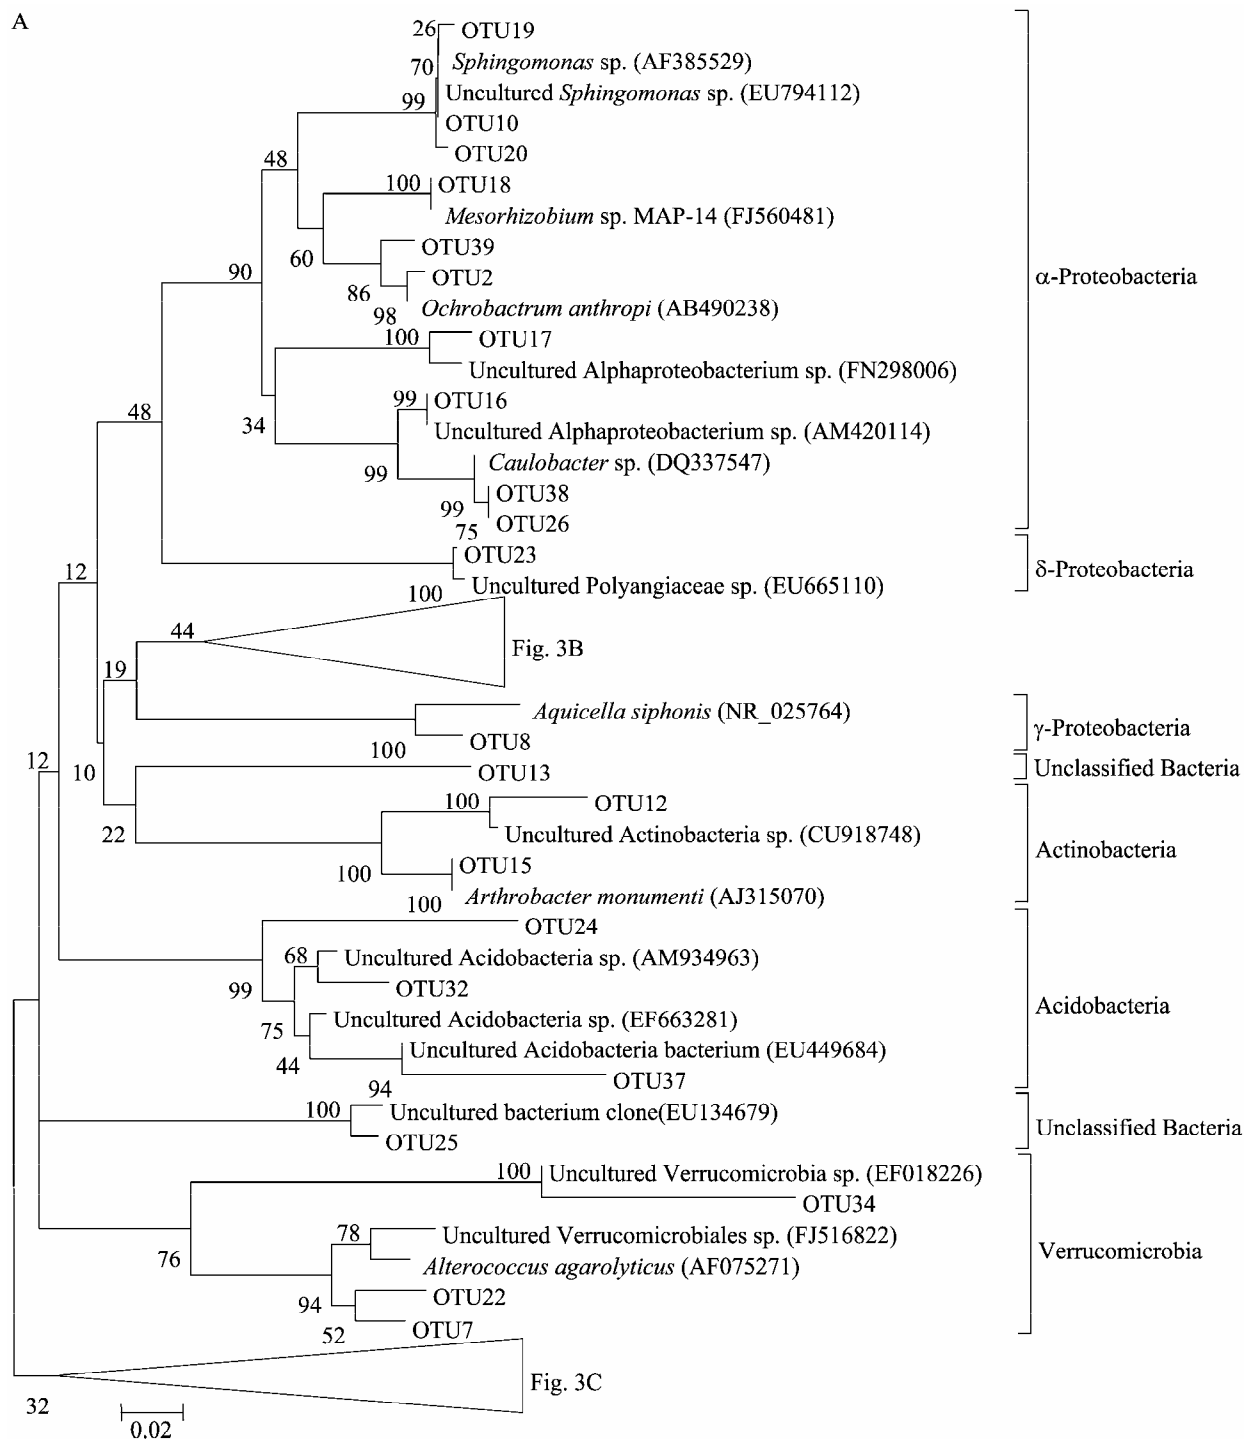 A
26 OTU19
70 Sphingomonas sp. (AF385529)
Uncultured Sphingomonas sp. (EU794112)
99
OTU10
OTU20
48
100 OTU18
Mesorhizobium sp. MAP-14 (FJ560481)
OTU39
60
90
OTU2
α-Proteobacteria
86
Ochrobactrum anthropi (AB490238)
98
100 OTU17
Uncultured Alphaproteobacterium sp. (FN298006)
99 OTU16
48
34
Uncultured Alphaproteobacterium sp. (AM420114)
Caulobacter sp. (DQ337547)
99
OTU38
99
OTU26
75
OTU23
12
δ-Proteobacteria
Uncultured Polyangiaceae sp. (EU665110)
100
44
Fig. 3B
19
Aquicella siphonis (NR_025764)
γ-Proteobacteria
OTU8
100
12
10
OTU13
Unclassified Bacteria
100 OTU12
22
Uncultured Actinobacteria sp. (CU918748)
Actinobacteria
OTU15
100
Arthrobacter monumenti (AJ315070)
100
OTU24
68 Uncultured Acidobacteria sp. (AM934963)
99
OTU32
Acidobacteria
Uncultured Acidobacteria sp. (EF663281)
75
Uncultured Acidobacteria bacterium (EU449684)
44
OTU37
94
100 Uncultured bacterium clone(EU134679)
Unclassified Bacteria
OTU25
100 Uncultured Verrucomicrobia sp. (EF018226)
OTU34
78 Uncultured Verrucomicrobiales sp. (FJ516822)
Verrucomicrobia
76
Alterococcus agarolyticus (AF075271)
OTU22
94
OTU7
52
Fig. 3C
32
0.02